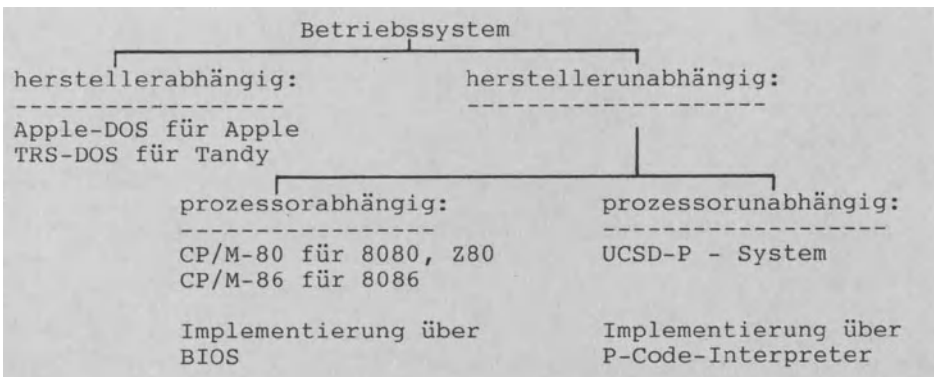 Betriebssystem
herstellerabhängig: herstellerunabhängig:
Apple-DOS für Apple
TRS-DOS für Tandy
prozessorabhängig: prozessorunabhängig:
CP/M-80 für 8080, Z80 UCSD-P - System
CP/M-86 für 8086
Implementierung über Implementierung über
BIOS P-Code-Interpreter